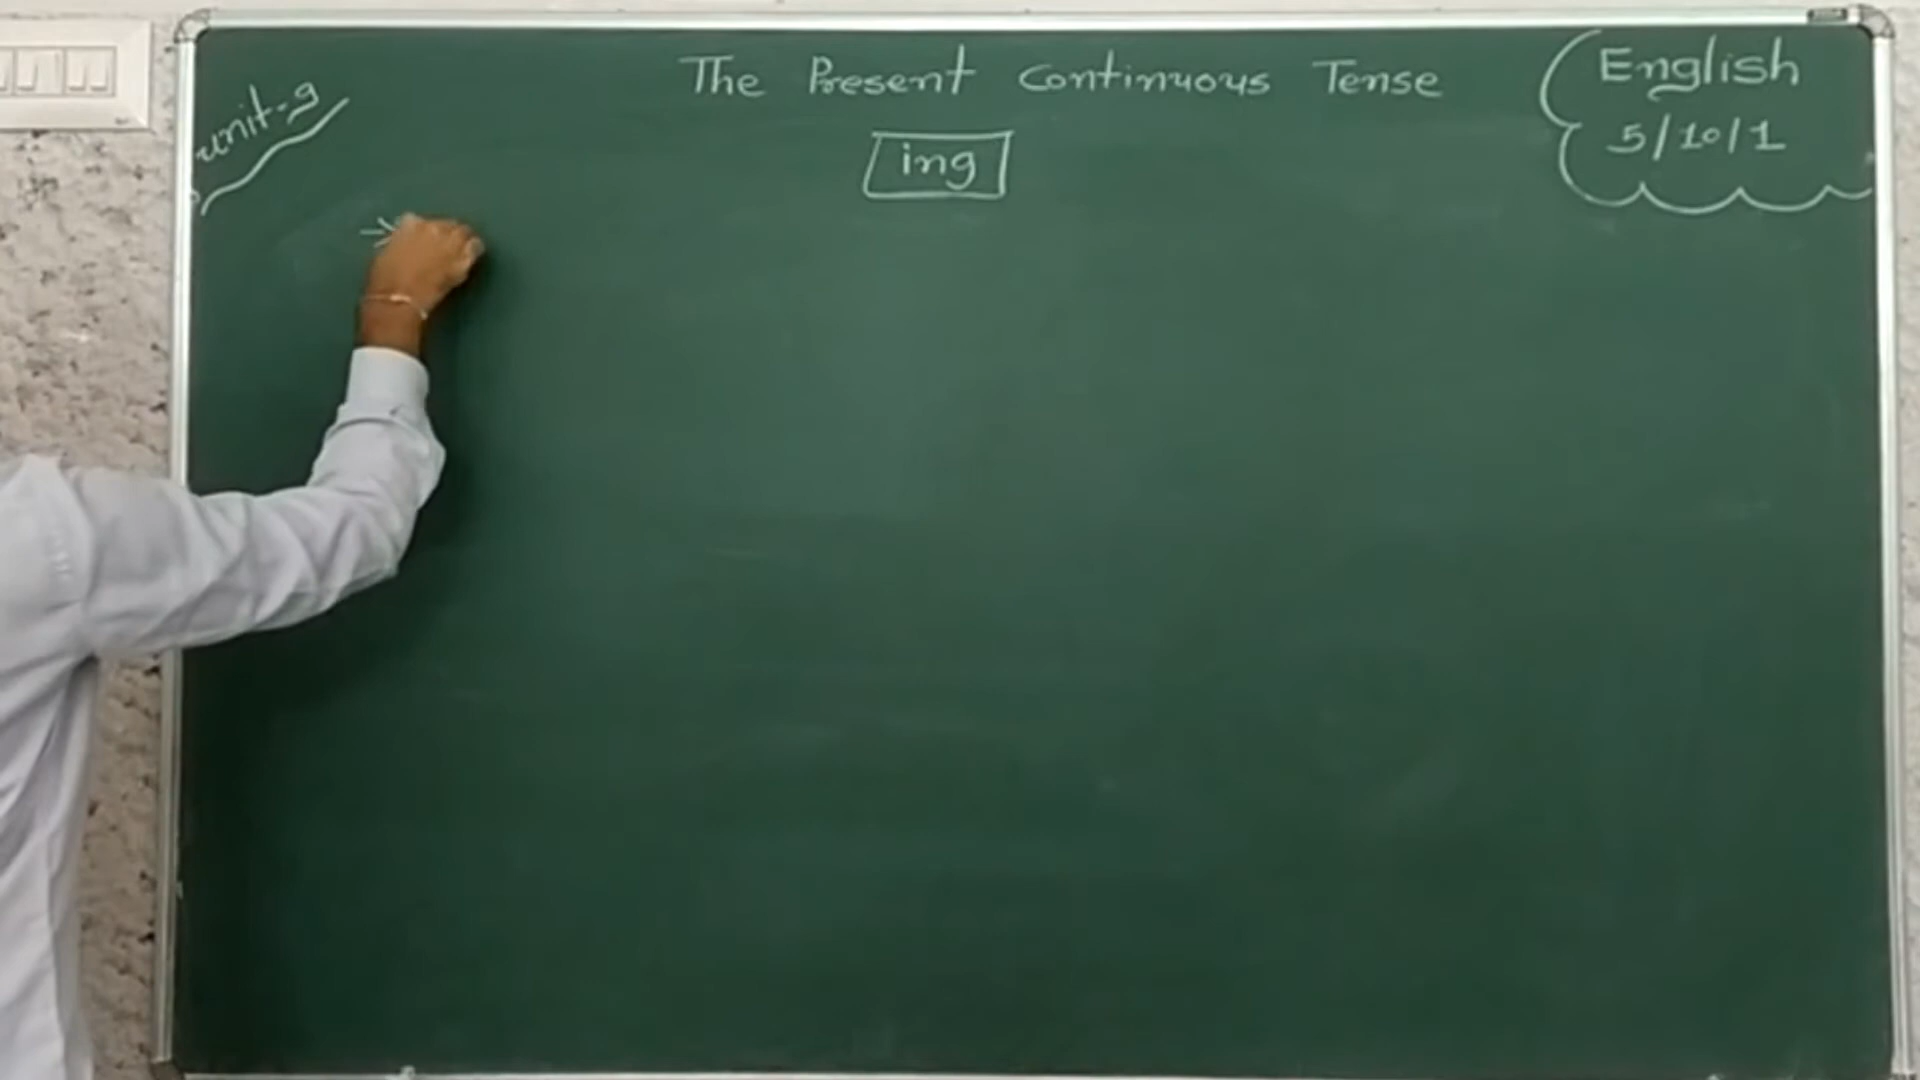 unit-9
The Present Continuous Tense
ing
English
5/10/1